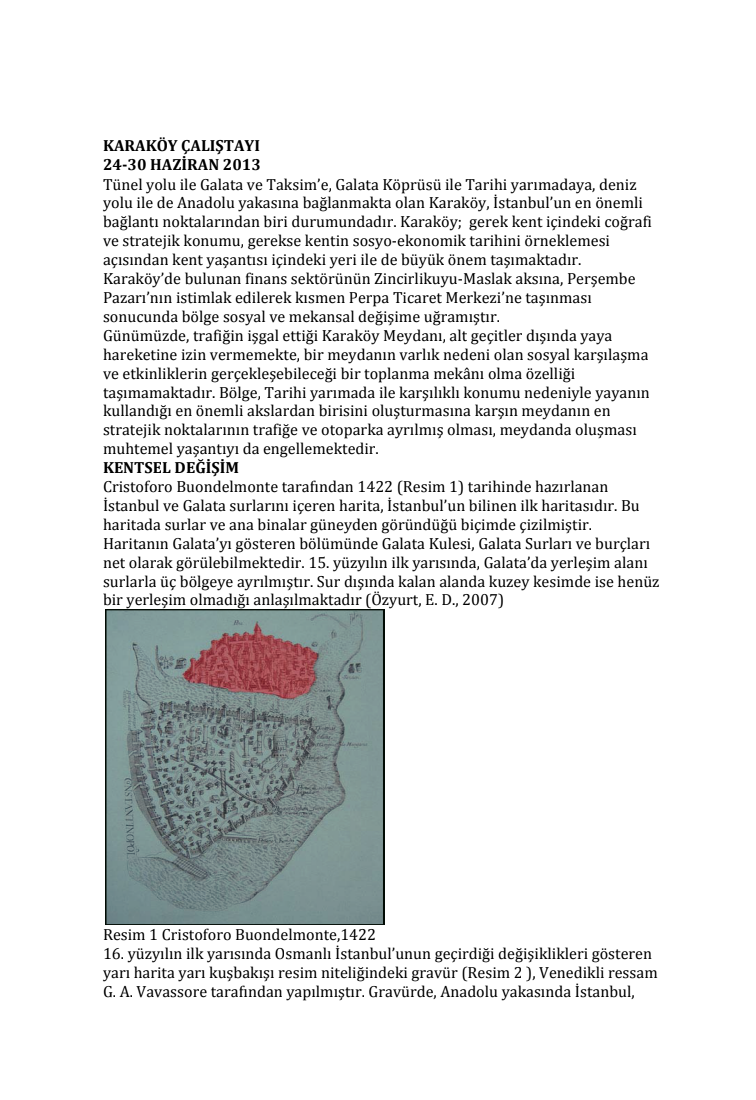 KARAKÖY ÇALIŞTAYI
24-30 HAZİRAN 2013
Tünel yolu ile Galata ve Taksim’e, Galata Köprüsü ile Tarihi yarımadaya, deniz
yolu ile de Anadolu yakasına bağlanmakta olan Karaköy, İstanbul’un en önemli
bağlantı noktalarından biri durumundadır. Karaköy;  gerek kent içindeki coğrafi
ve stratejik konumu, gerekse kentin sosyo-ekonomik tarihini örneklemesi
açısından kent yaşantısı içindeki yeri ile de büyük önem taşımaktadır.
Karaköy’de bulunan finans sektörünün Zincirlikuyu-Maslak aksına, Perşembe
Pazarı’nın istimlak edilerek kısmen Perpa Ticaret Merkezi’ne taşınması
sonucunda bölge sosyal ve mekansal değişime uğramıştır.
Günümüzde, trafiğin işgal ettiği Karaköy Meydanı, alt geçitler dışında yaya
hareketine izin vermemekte, bir meydanın varlık nedeni olan sosyal karşılaşma
ve etkinliklerin gerçekleşebileceği bir toplanma mekânı olma özelliği
taşımamaktadır. Bölge, Tarihi yarımada ile karşılıklı konumu nedeniyle yayanın
kullandığı en önemli akslardan birisini oluşturmasına karşın meydanın en
stratejik noktalarının trafiğe ve otoparka ayrılmış olması, meydanda oluşması
muhtemel yaşantıyı da engellemektedir.
KENTSEL DEĞİŞİM
Cristoforo Buondelmonte tarafından 1422 (Resim 1) tarihinde hazırlanan
İstanbul ve Galata surlarını içeren harita, İstanbul’un bilinen ilk haritasıdır. Bu
haritada surlar ve ana binalar güneyden göründüğü biçimde çizilmiştir.
Haritanın Galata’yı gösteren bölümünde Galata Kulesi, Galata Surları ve burçları
net olarak görülebilmektedir. 15. yüzyılın ilk yarısında, Galata’da yerleşim alanı
surlarla üç bölgeye ayrılmıştır. Sur dışında kalan alanda kuzey kesimde ise henüz
bir yerleşim olmadığı anlaşılmaktadır (Özyurt, E. D., 2007)
Resim 1 Cristoforo Buondelmonte,1422
16. yüzyılın ilk yarısında Osmanlı İstanbul’unun geçirdiği değişiklikleri gösteren
yarı harita yarı kuşbakışı resim niteliğindeki gravür (Resim 2 ), Venedikli ressam
G. A. Vavassore tarafından yapılmıştır. Gravürde, Anadolu yakasında İstanbul,